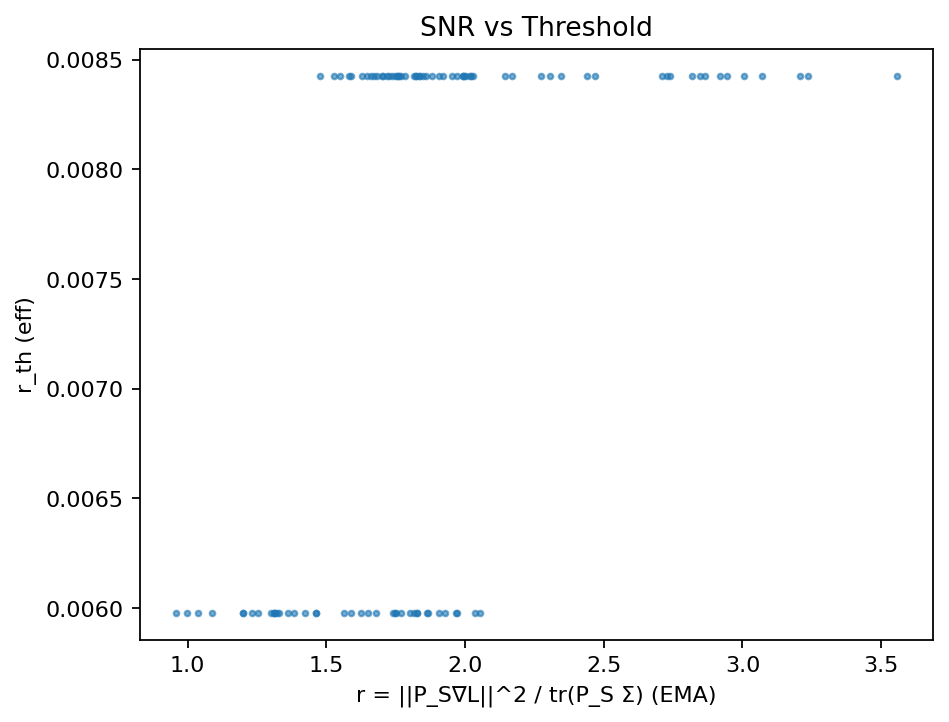 SNR vs Threshold
0.0085
0.0080
0.0075
0.0070
0.0065
0.0060
r_th (eff)
1.0 1.5 2.0 2.5 3.0 3.5
r = ||P_S∇L||^2 / tr(P_S Σ) (EMA)